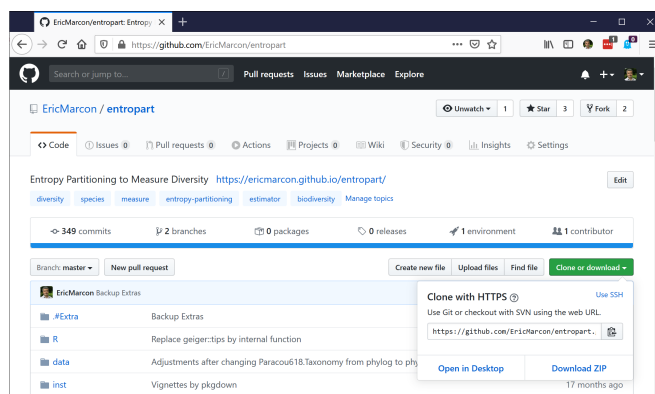 EricMarcon/entropart: Entropy
https://github.com/EricMarcon/entropart
Search or jump to... / Pull requests Issues Marketplace Explore
EricMarcon / entropart Unwatch 1 Star 3 Fork 2
Code Issues 0 Pull requests 0 Actions Projects 0 Wiki Security 0 Insights Settings
Entropy Partitioning to Measure Diversity https://ericmarcon.github.io/entropart/ Edit
diversity species measure entropy-partitioning estimator biodiversity Manage topics
349 commits 2 branches 0 packages 0 releases 1 environment 1 contributor
Branch: master New pull request Create new file Upload files Find file Clone or download
EricMarcon Backup Extras
.#Extra Backup Extras
R Replace geiger::tips by internal function
data Adjustments after changing Paracou618.Taxonomy from phylog to phy
inst Vignettes by pkgdown 17 months ago
Clone with HTTPS Use SSH
Use Git or checkout with SVN using the web URL.
https://github.com/EricMarcon/entropart.
Open in Desktop Download ZIP